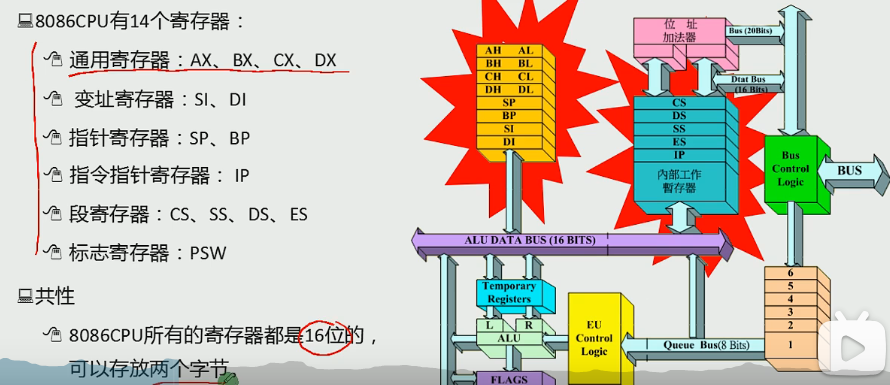 8086CPU有14个寄存器：
通用寄存器：AX、BX、CX、DX
变址寄存器：SI、DI
指针寄存器：SP、BP
指令指针寄存器：IP
段寄存器：CS、SS、DS、ES
标志寄存器：PSW
共性
8086CPU所有的寄存器都是16位的，
可以存放两个字节
AH AL
BH BL
CH CL
DH DL
SP
BP
SI
DI
位 址
加法器
Bus (20Bits)
Dtat Bus
(16 Bits)
CS
DS
SS
ES
IP
內部工作
暫存器
Bus
Control
Logic
BUS
ALU DATA BUS (16 BITS)
Temporary
Registers
L R
ALU
FLAGS
EU
Control
Logic
Queue Bus(8 Bits)
6
5
4
3
2
1